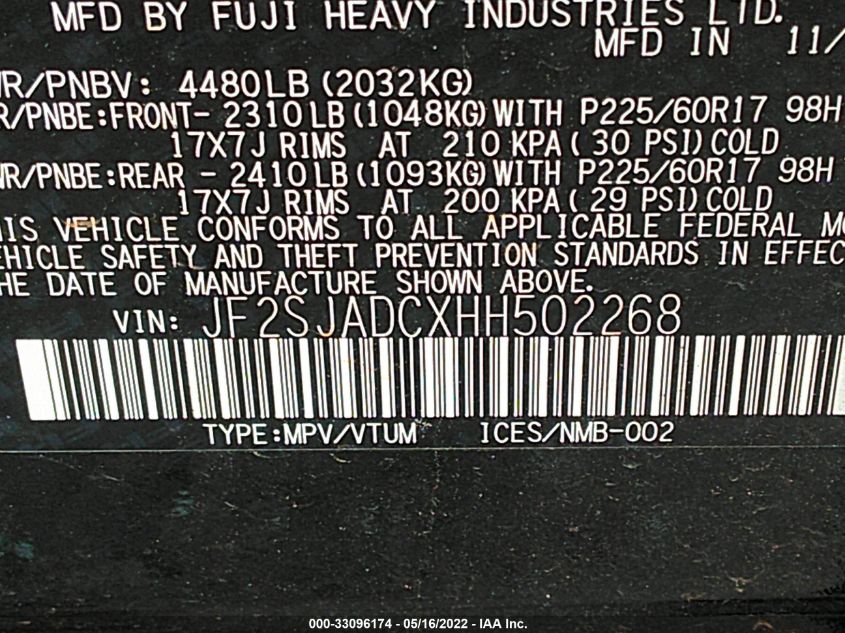 MFD BY FUJI HEAVY INDUSTRIES LTD.
MFD IN 11/
WR/PNBV: 4480LB (2032KG)
R/PNBE:FRONT- 2310LB(1048KG)WITH P225/60R17 98H
17X7J RIMS AT 210 KPA( 30 PSI)COLD
WR/PNBE:REAR - 2410LB(1093KG)WITH P225/60R17 98H
17X7J RIMS AT 200 KPA( 29 PSI)COLD
HIS VEHICLE CONFORMS TO ALL APPLICABLE FEDERAL MO
EHICLE SAFETY AND THEFT PREVENTION STANDARDS IN EFFEC
HE DATE OF MANUFACTURE SHOWN ABOVE.
VIN: JF2SJADCXHH502268
TYPE:MPV/VTUM ICES/NMB-002
000-33096174 - 05/16/2022 - IAA Inc.